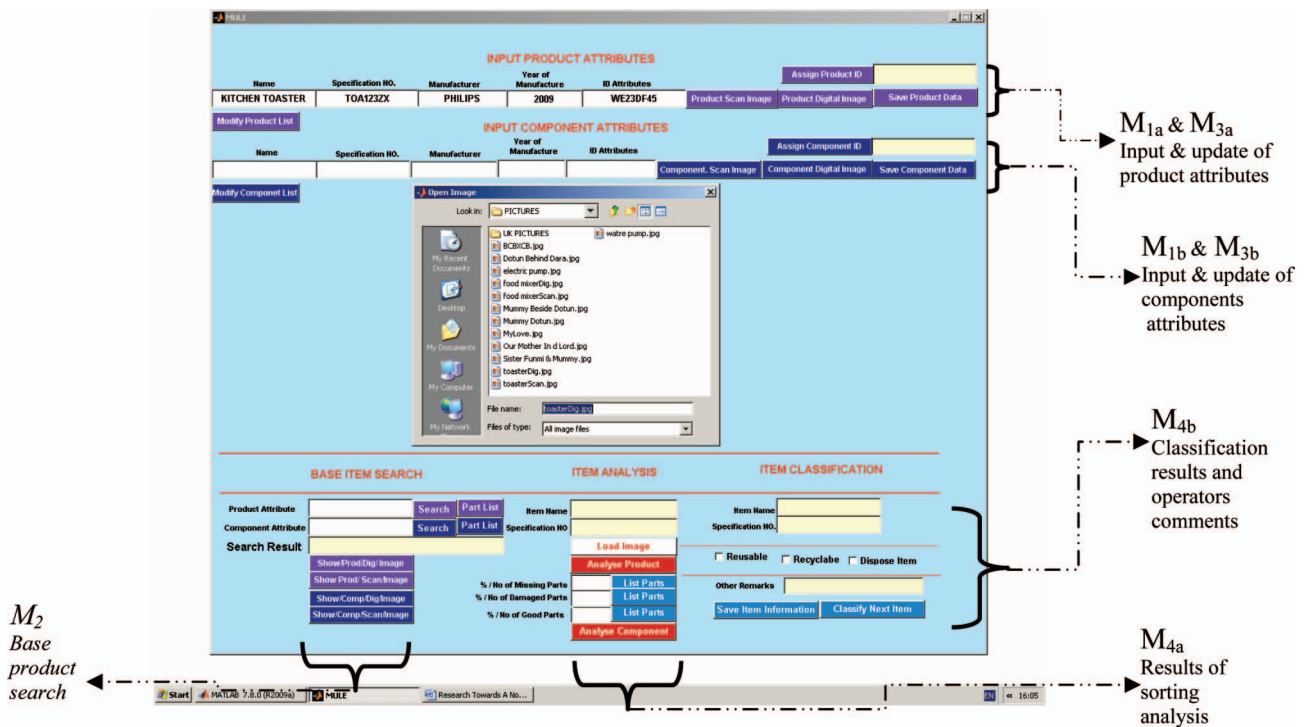 MULE
INPUT PRODUCT ATTRIBUTES
Assign Product ID
Name Specification NO. Manufacturer Year of Manufacture ID Attributes
KITCHEN TOASTER TOA123ZX PHILIPS 2009 WE23DF45 Product Scan Image Product Digital Image Save Product Data
Modify Product List
INPUT COMPONENT ATTRIBUTES
Assign Component ID
Name Specification NO. Manufacturer Year of Manufacture ID Attributes
Component. Scan Image Component Digital Image Save Component Data
Modify Componet List
Open Image
Look in: PICTURES
My Recent Documents
Desktop
My Documents
My Computer
My Network
UK PICTURES
BCBXCB.jpg
Dotun Behind Dara.jpg
electric pump.jpg
food mixerDig.jpg
food mixerScan.jpg
Mummy Beside Dotun.jpg
Mummy Dotun.jpg
MyLove.jpg
Our Mother In d Lord.jpg
Sister Funmi & Mummy.jpg
toasterDig.jpg
toasterScan.jpg
watre pump.jpg
File name: toasterDig.jpg
Files of type: All image files
BASE ITEM SEARCH
Product Attribute Search Part List
Component Attribute Search Part List
Search Result
Show/Prod/Dig/ Image
Show Prod/ Scan/Image
Show/Comp/Dig/Image
Show/Comp/Scan/Image
ITEM ANALYSIS
Item Name
Specification NO
Load Image
Analyse Product
% / No of Missing Parts List Parts
% / No of Damaged Parts List Parts
% / No of Good Parts List Parts
Analyse Component
ITEM CLASSIFICATION
Item Name
Specification NO.
Reusable Recyclabe Dispose Item
Other Remarks
Save Item Information Classify Next Item
Start MATLAB 7.8.0 (R2009a) MULE Research Towards A No... EN « 16:05
M1a & M3a
Input & update of
product attributes
M1b & M3b
Input & update of
components
attributes
M4b
Classification
results and
operators
comments
M4a
Results of
sorting
analysis
M2
Base
product
search